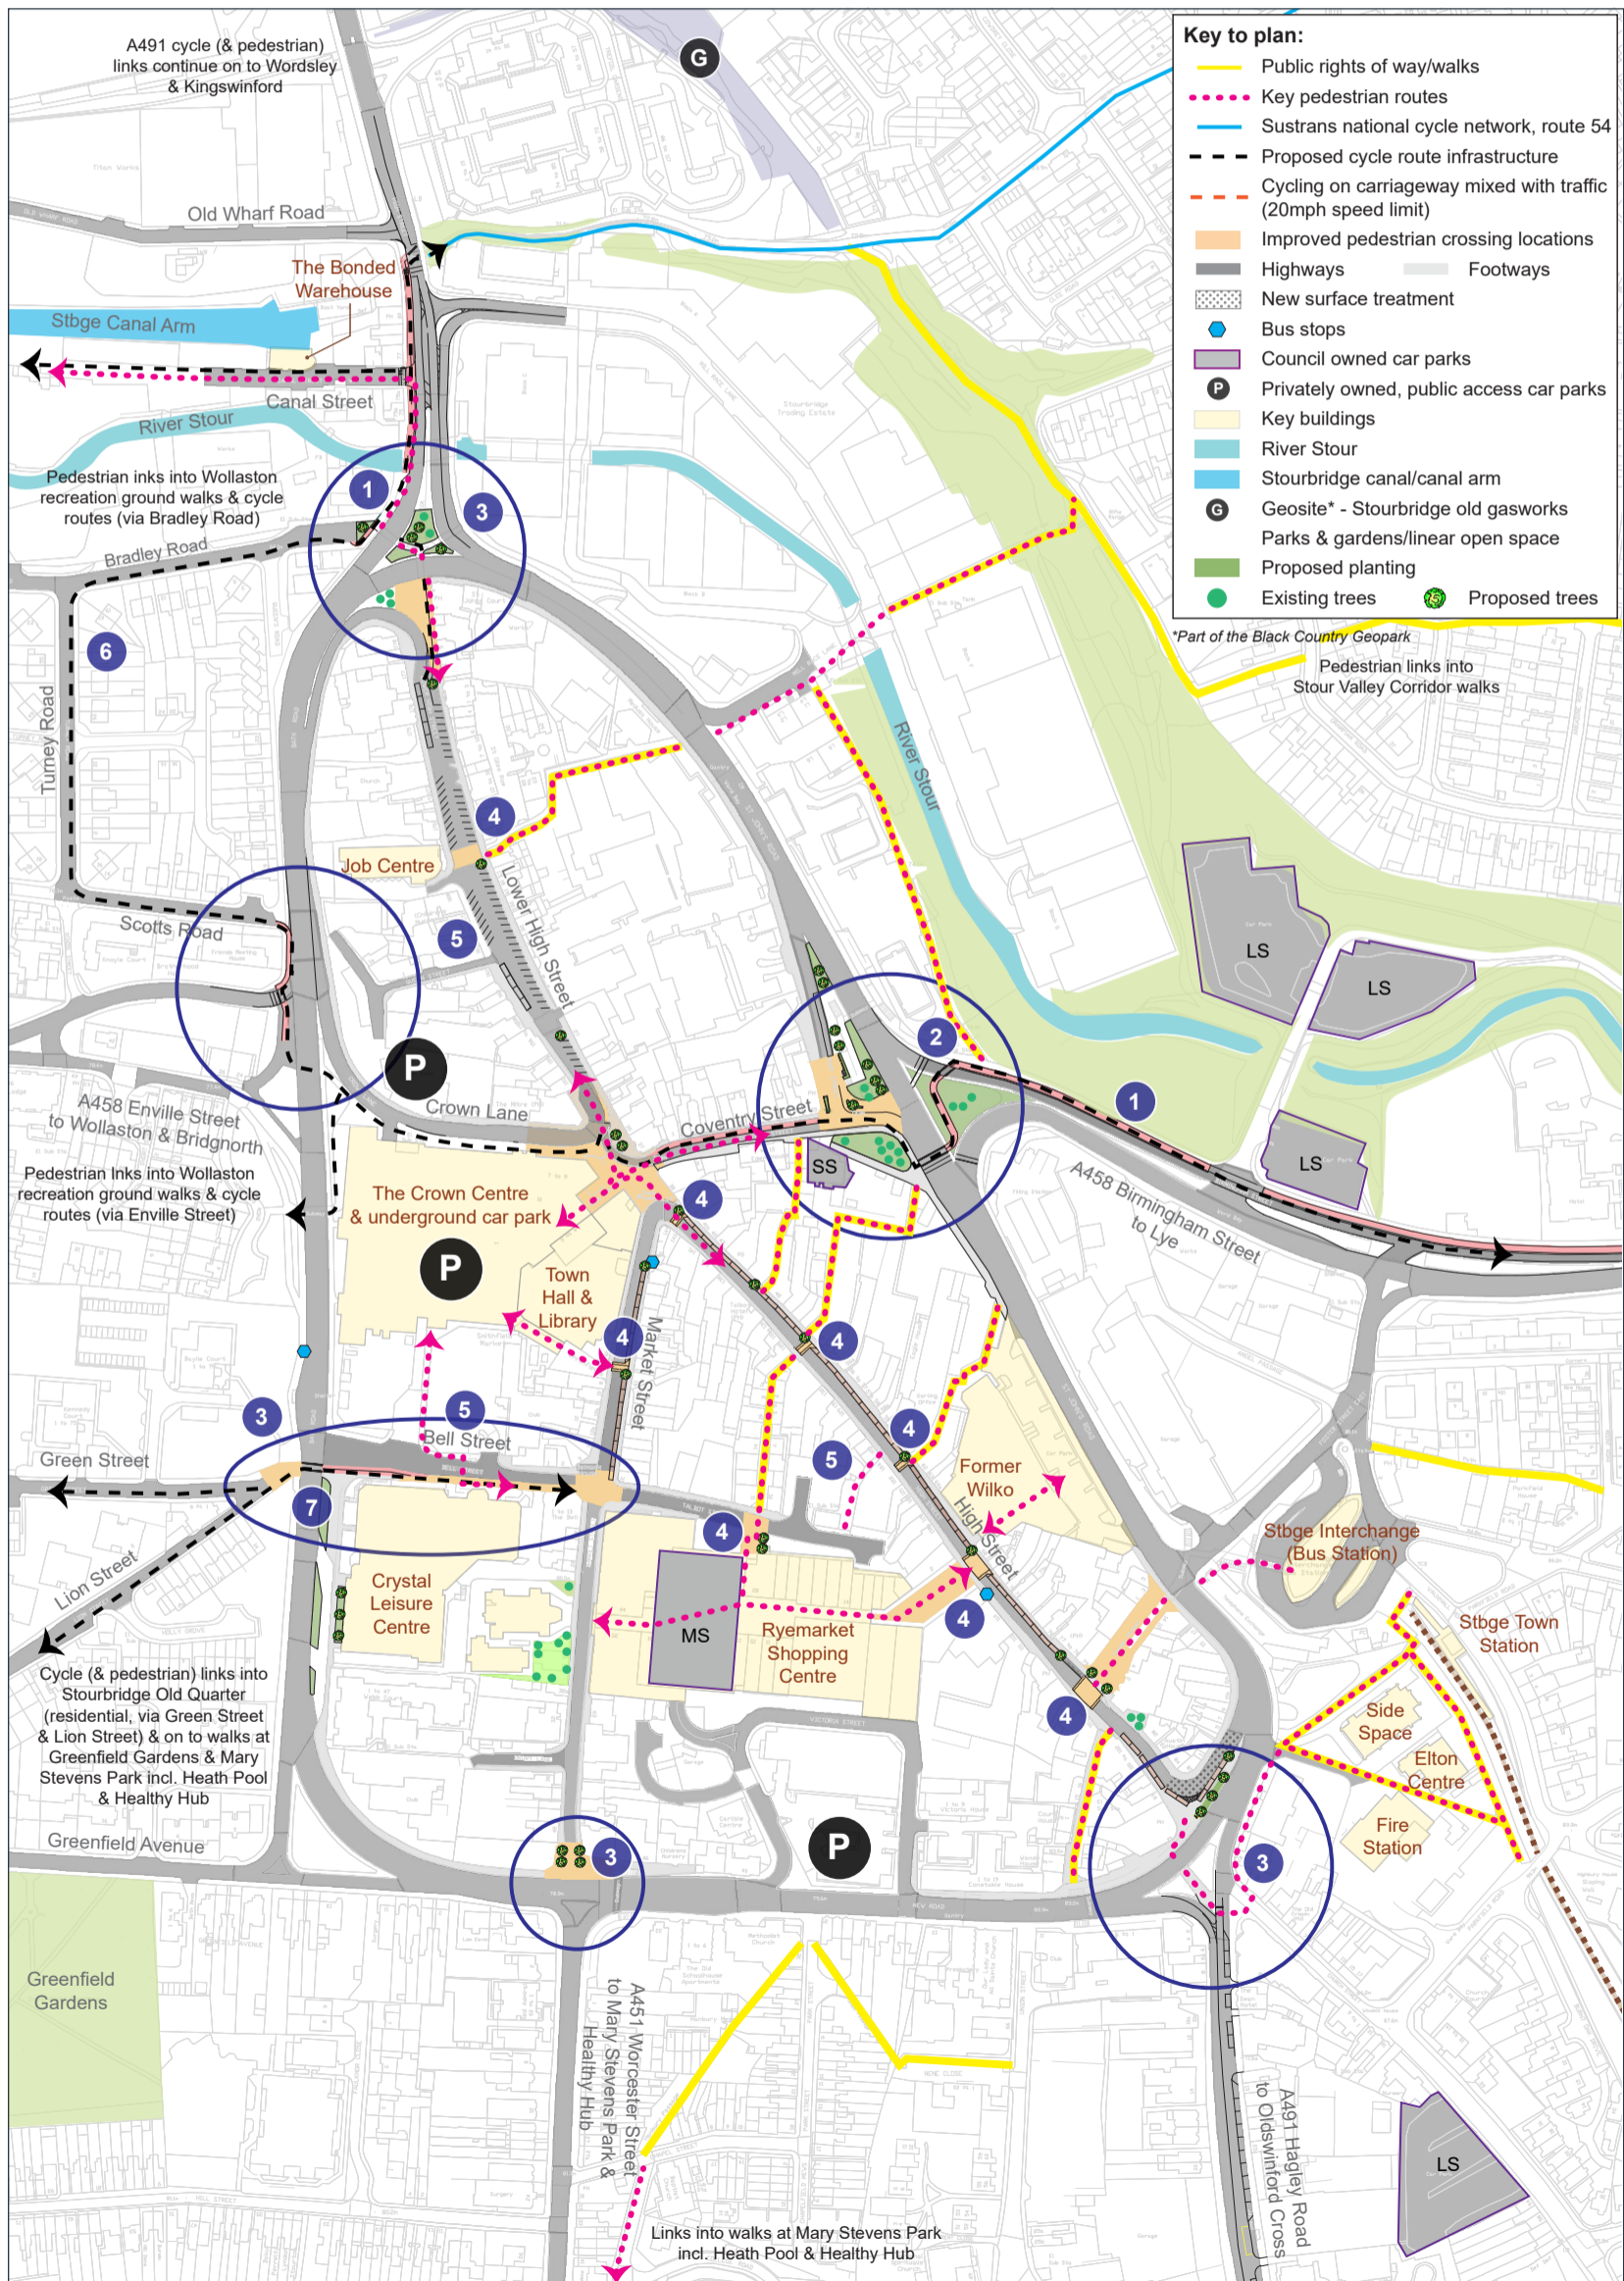 A491 cycle (& pedestrian)
links continue on to Wordsley
& Kingswinford
G
Key to plan:
Public rights of way/walks
Key pedestrian routes
Sustrans national cycle network, route 54
Proposed cycle route infrastructure
Cycling on carriageway mixed with traffic
(20mph speed limit)
Improved pedestrian crossing locations
Highways
Footways
New surface treatment
Bus stops
Council owned car parks
P
Privately owned, public access car parks
Key buildings
River Stour
Stourbridge canal/canal arm
G
Geosite* - Stourbridge old gasworks
Parks & gardens/linear open space
Proposed planting
Existing trees
Proposed trees
*Part of the Black Country Geopark
Pedestrian links into
Stour Valley Corridor walks
Old Wharf Road
The Bonded
Warehouse
Stbge Canal Arm
Canal Street
River Stour
Pedestrian inks into Wollaston
recreation ground walks & cycle
routes (via Bradley Road)
1
3
Bradley Road
Stourbridge
Trading Estate
6
Turney Road
River Stour
4
Job Centre
Lower High Street
5
Scotts Road
LS
LS
2
P
1
Crown Lane
Coventry Street
A458 Enville Street
to Wollaston & Bridgnorth
SS
LS
A458 Birmingham Street
to Lye
Pedestrian lnks into Wollaston
recreation ground walks & cycle
routes (via Enville Street)
The Crown Centre
& underground car park
P
4
Town
Hall &
Library
4
Market Street
4
3
5
Bell Street
4
5
Green Street
Former
Wilko
High Street
7
4
Stbge Interchange
(Bus Station)
Lion Street
Crystal
Leisure
Centre
MS
Ryemarket
Shopping
Centre
4
Stbge Town
Station
Cycle (& pedestrian) links into
Stourbridge Old Quarter
(residential, via Green Street
& Lion Street) & on to walks at
Greenfield Gardens & Mary
Stevens Park incl. Heath Pool
& Healthy Hub
4
VICTORIA STREET
Side
Space
Elton
Centre
Fire
Station
Greenfield Avenue
3
P
3
NEW ROAD
Greenfield
Gardens
A451 Worcester Street
to Mary Stevens Park &
Healthy Hub
A491 Hagley Road
to Oldswinford Cross
LS
Links into walks at Mary Stevens Park
incl. Heath Pool & Healthy Hub